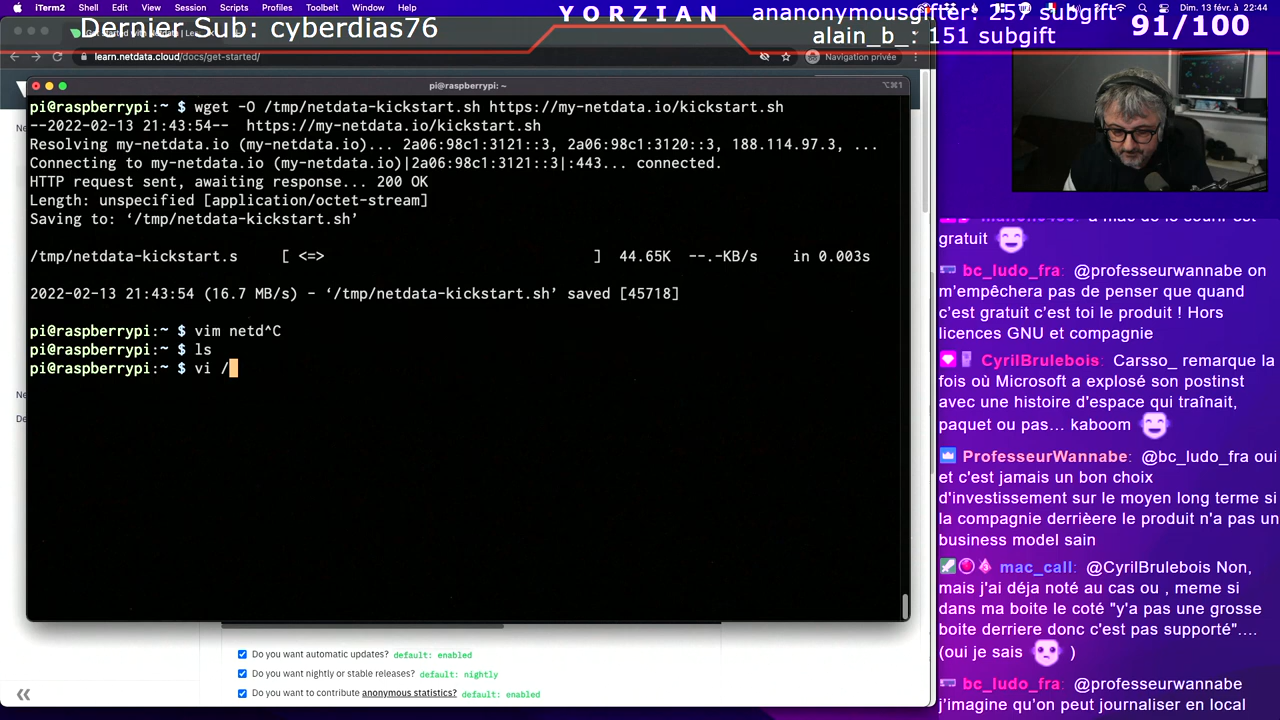 iTerm2 Shell Edit View Session Scripts Profiles Toolbelt Window Help
Dim. 13 févr. à 22:44
Dernier Sub: cyberdias76
YORZIAN
ananonymousgifter: 257 subgift
alain_b_: 151 subgift
91/100
learn.netdata.cloud/docs/get-started/
Navigation privée
pi@raspberrypi: ~
⌥⌘1
pi@raspberrypi:~ $ wget -O /tmp/netdata-kickstart.sh https://my-netdata.io/kickstart.sh
--2022-02-13 21:43:54-- https://my-netdata.io/kickstart.sh
Resolving my-netdata.io (my-netdata.io)... 2a06:98c1:3121::3, 2a06:98c1:3120::3, 188.114.97.3, ...
Connecting to my-netdata.io (my-netdata.io)|2a06:98c1:3121::3|:443... connected.
HTTP request sent, awaiting response... 200 OK
Length: unspecified [application/octet-stream]
Saving to: ‘/tmp/netdata-kickstart.sh’
/tmp/netdata-kickstart.s [ <=> ] 44.65K --.-KB/s in 0.003s
2022-02-13 21:43:54 (16.7 MB/s) - ‘/tmp/netdata-kickstart.sh’ saved [45718]
pi@raspberrypi:~ $ vim netd^C
pi@raspberrypi:~ $ ls
pi@raspberrypi:~ $ vi /
Do you want automatic updates? default: enabled
Do you want nightly or stable releases? default: nightly
Do you want to contribute anonymous statistics? default: enabled
gratuit
bc_ludo_fra: @professeurwannabe on
m'empêchera pas de penser que quand
c'est gratuit c'est toi le produit ! Hors
licences GNU et compagnie
CyrilBrulebois: Carsso_ remarque la
fois où Microsoft a explosé son postinst
avec une histoire d'espace qui traînait,
paquet ou pas… kaboom
ProfesseurWannabe: @bc_ludo_fra oui
et c'est jamais un bon choix
d'investissement sur le moyen long terme si
la compagnie derrièere le produit n'a pas un
business model sain
mac_call: @CyrilBrulebois Non,
mais j'ai déja noté au cas ou , meme si
dans ma boite le coté "y'a pas une grosse
boite derriere donc c'est pas supporté"....
(oui je sais )
bc_ludo_fra: @professeurwannabe
j'imagine qu'on peut journaliser en local